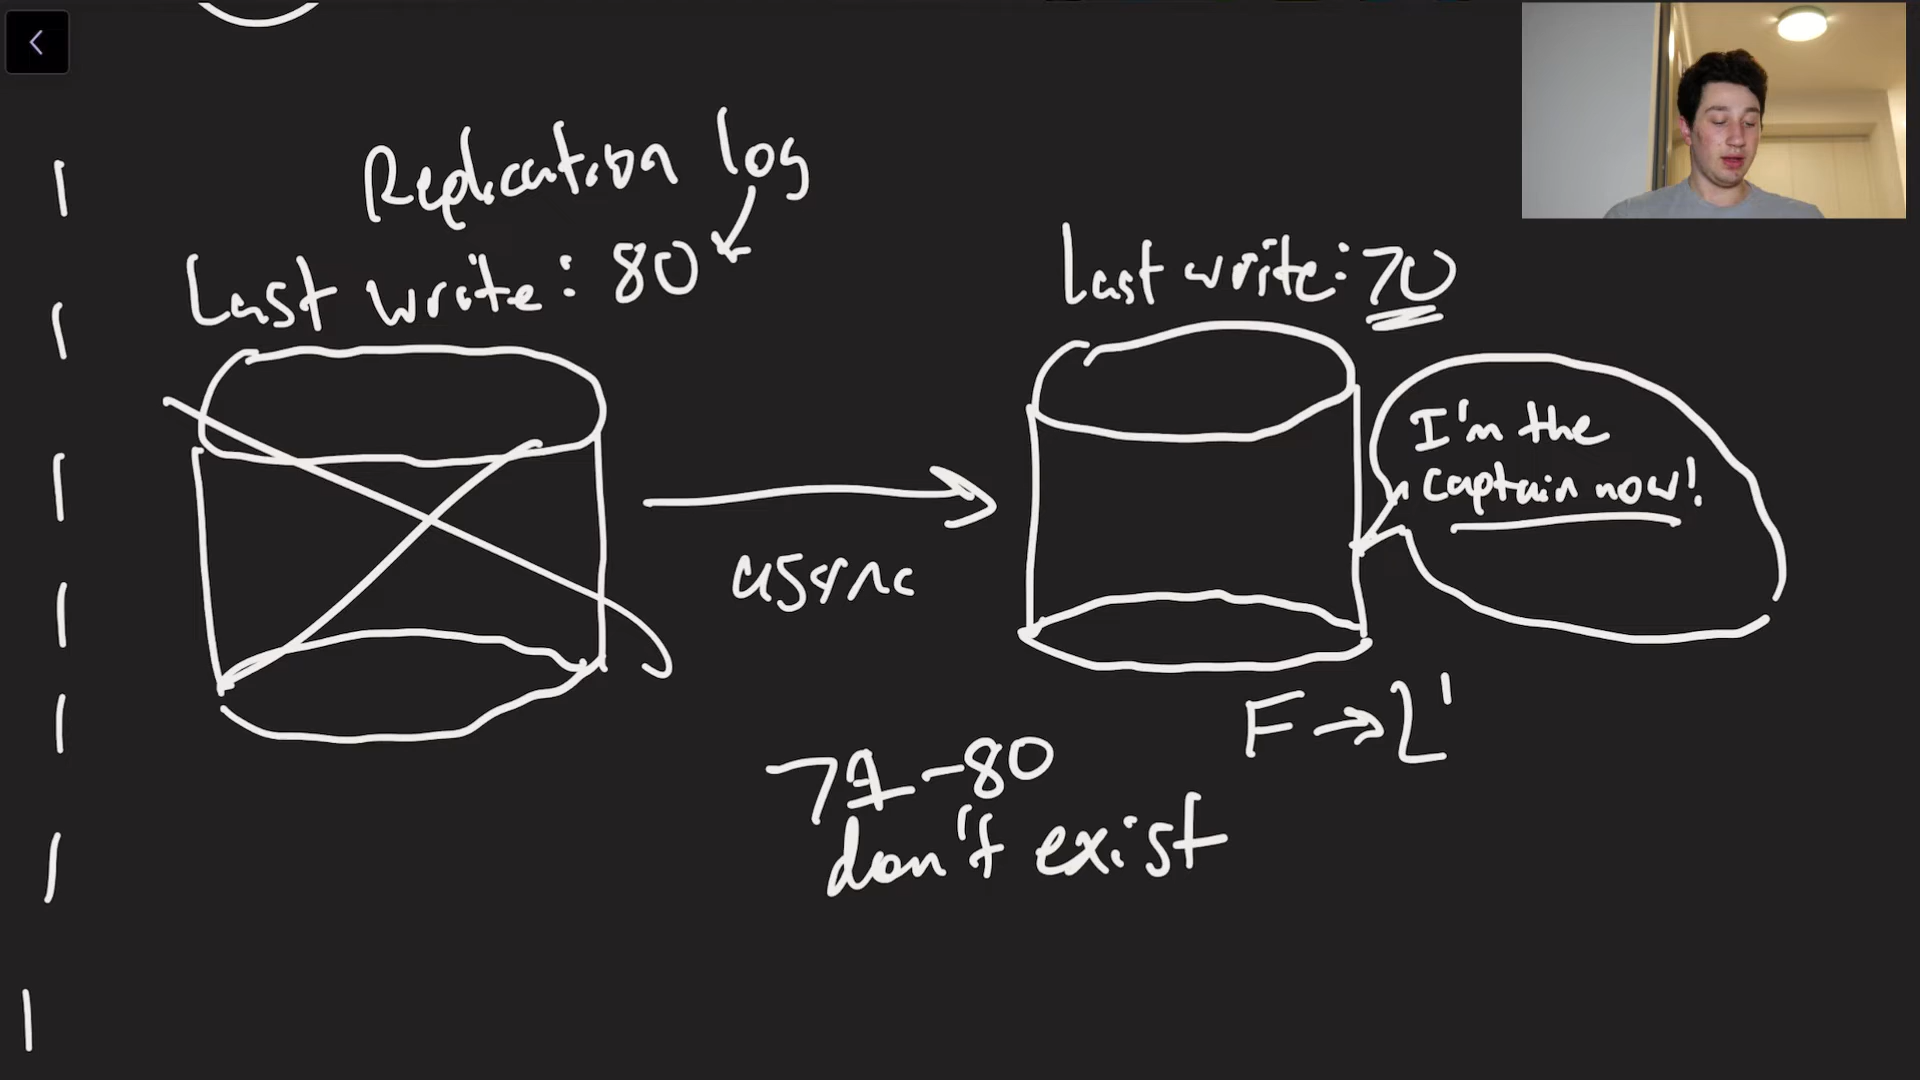 Replication log
Last write: 80
Last write: 70
I'm the
captain now!
async
F → L'
71-80
don't exist